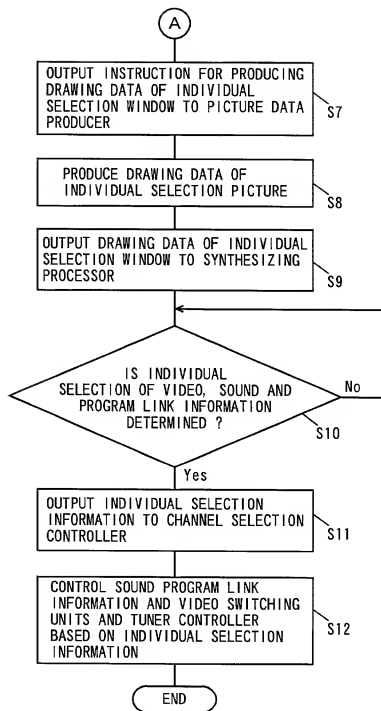 A
OUTPUT INSTRUCTION FOR PRODUCING
DRAWING DATA OF INDIVIDUAL
SELECTION WINDOW TO PICTURE DATA
PRODUCER
S7
PRODUCE DRAWING DATA OF
INDIVIDUAL SELECTION PICTURE
S8
OUTPUT DRAWING DATA OF INDIVIDUAL
SELECTION WINDOW TO SYNTHESIZING
PROCESSOR
S9
IS INDIVIDUAL
SELECTION OF VIDEO, SOUND AND
PROGRAM LINK INFORMATION
DETERMINED ?
No
S10
Yes
OUTPUT INDIVIDUAL SELECTION
INFORMATION TO CHANNEL SELECTION
CONTROLLER
S11
CONTROL SOUND PROGRAM LINK
INFORMATION AND VIDEO SWITCHING
UNITS AND TUNER CONTROLLER
BASED ON INDIVIDUAL SELECTION
INFORMATION
S12
END